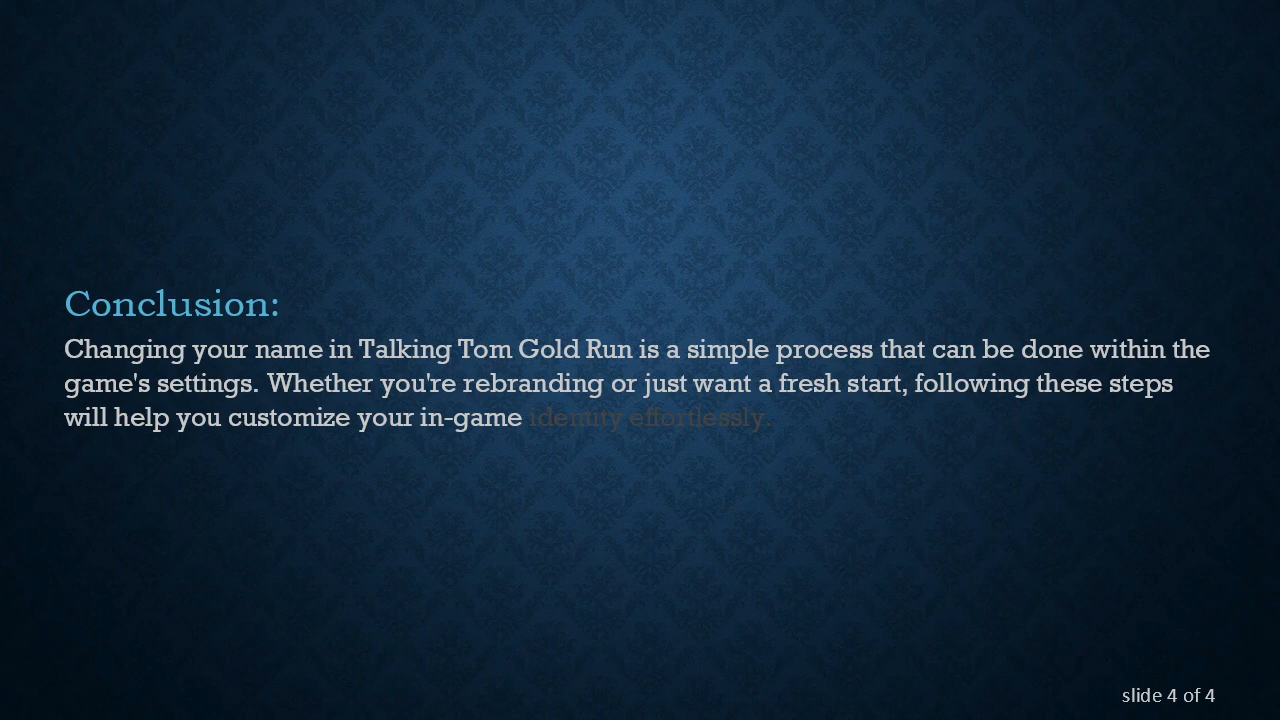 Conclusion:
Changing your name in Talking Tom Gold Run is a simple process that can be done within the
game's settings. Whether you're rebranding or just want a fresh start, following these steps
will help you customize your in-game identity effortlessly.
slide 4 of 4